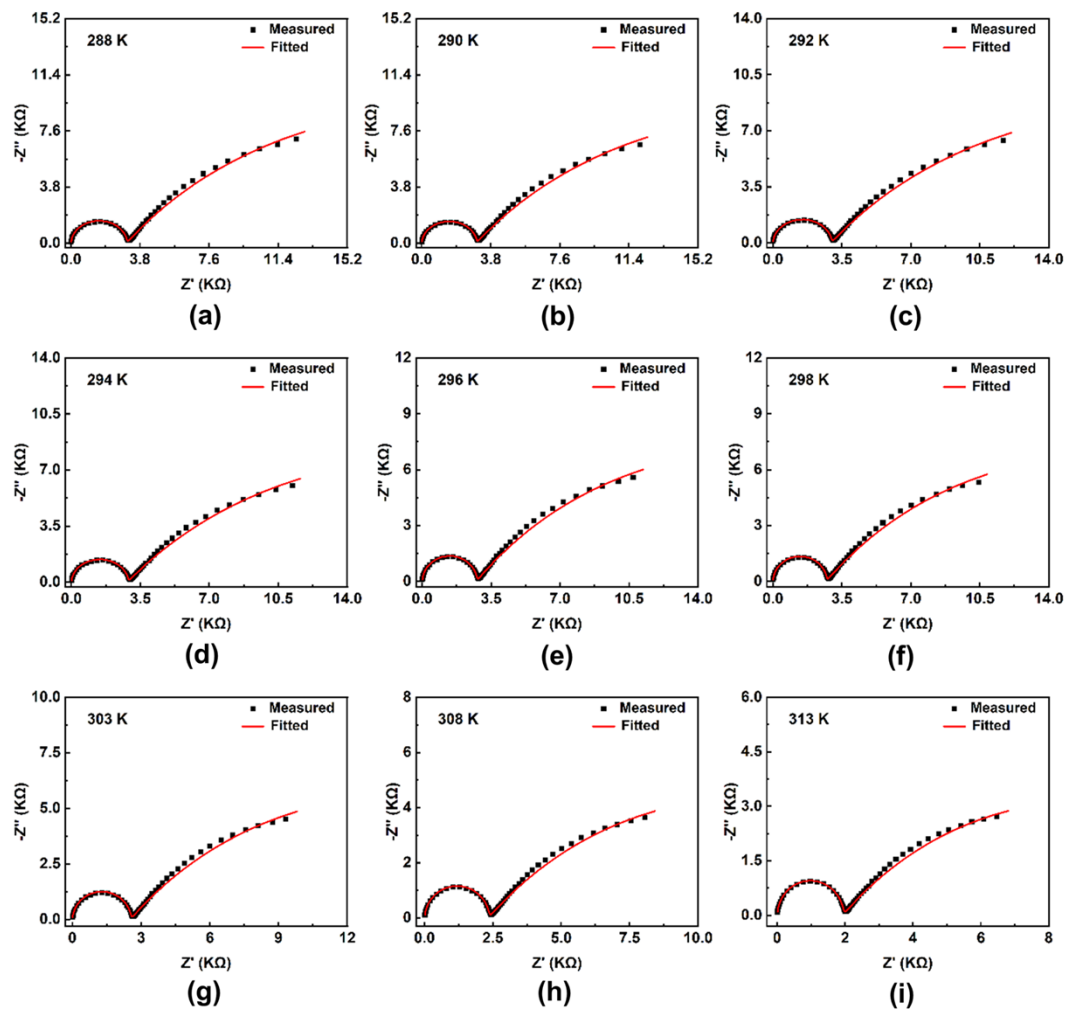 15.2
288 K
Measured
Fitted
11.4
7.6
3.8
0.0
-Z'' (KΩ)
0.0 3.8 7.6 11.4 15.2
Z' (KΩ)
(a)
15.2
290 K
Measured
Fitted
11.4
7.6
3.8
0.0
-Z'' (KΩ)
0.0 3.8 7.6 11.4 15.2
Z' (KΩ)
(b)
14.0
292 K
Measured
Fitted
10.5
7.0
3.5
0.0
-Z'' (KΩ)
0.0 3.5 7.0 10.5 14.0
Z' (KΩ)
(c)
14.0
294 K
Measured
Fitted
10.5
7.0
3.5
0.0
-Z'' (KΩ)
0.0 3.5 7.0 10.5 14.0
Z' (KΩ)
(d)
12
296 K
Measured
Fitted
9
6
3
0
-Z'' (KΩ)
0.0 3.5 7.0 10.5 14.0
Z' (KΩ)
(e)
12
298 K
Measured
Fitted
9
6
3
0
-Z'' (KΩ)
0.0 3.5 7.0 10.5 14.0
Z' (KΩ)
(f)
10.0
303 K
Measured
Fitted
7.5
5.0
2.5
0.0
-Z'' (KΩ)
0 3 6 9 12
Z' (KΩ)
(g)
8
308 K
Measured
Fitted
6
4
2
0
-Z'' (KΩ)
0.0 2.5 5.0 7.5 10.0
Z' (KΩ)
(h)
6.0
313 K
Measured
Fitted
4.5
3.0
1.5
0.0
-Z'' (KΩ)
0 2 4 6 8
Z' (KΩ)
(i)